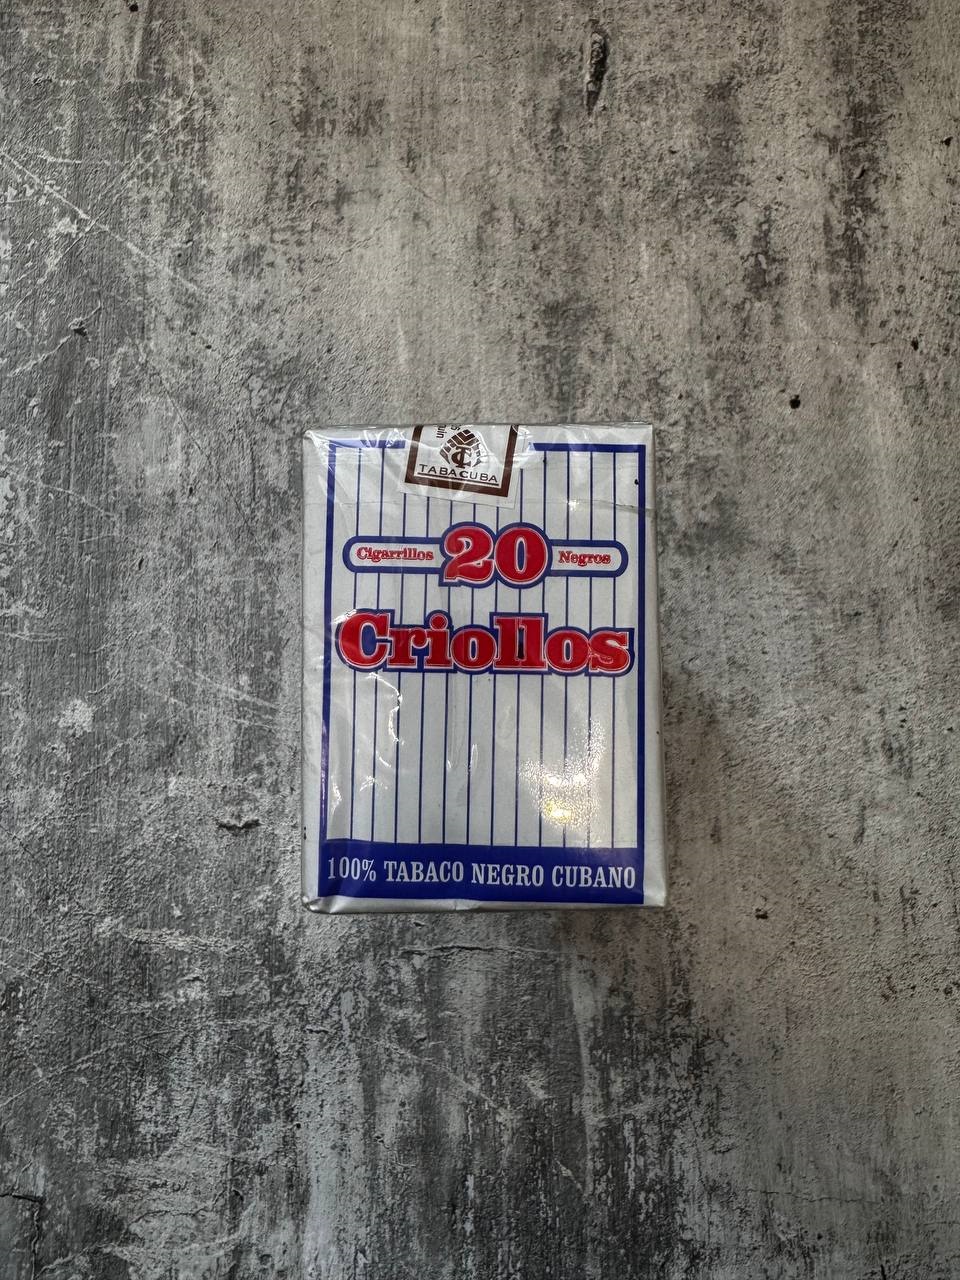 TABACUBA
Cigarrillos 20 Negros
Criollos
100% TABACO NEGRO CUBANO